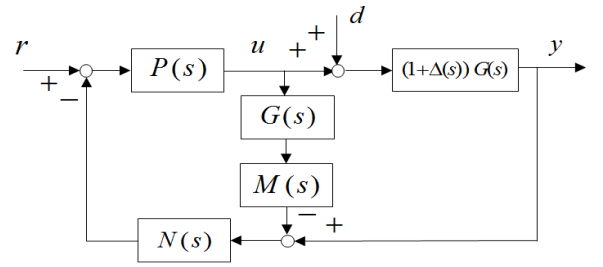 d
r
u
y
+
+
+
−
P(s)
(1+Δ(s)) G(s)
G(s)
M(s)
−
+
N(s)